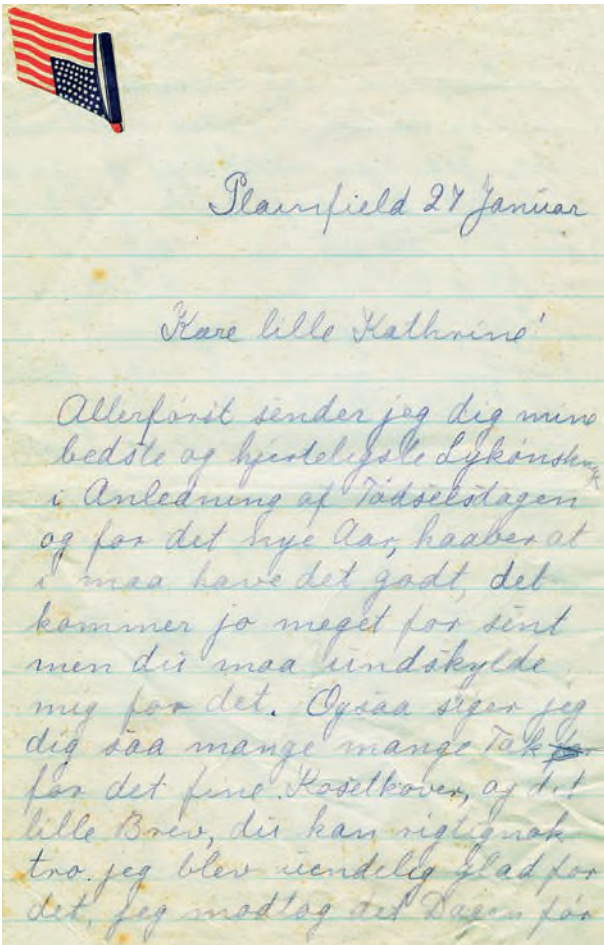 Plainfield 27 Januar
Kære lille Kathrine!
Allerførst sender jeg dig mine
bedste og hjerteligste Lykønskning
i Anledning af Fødselsdagen
og for det nye Aar, haaber at
i maa have det godt, det
kommer jo meget for sent
men du maa undskylde
mig for det. Ogsaa siger jeg
dig saa mange mange Tak
for det fine, og det
lille Brev, du kan rigtignok
tro. jeg blev uendelig glad for
det, jeg modtog det Dagen før